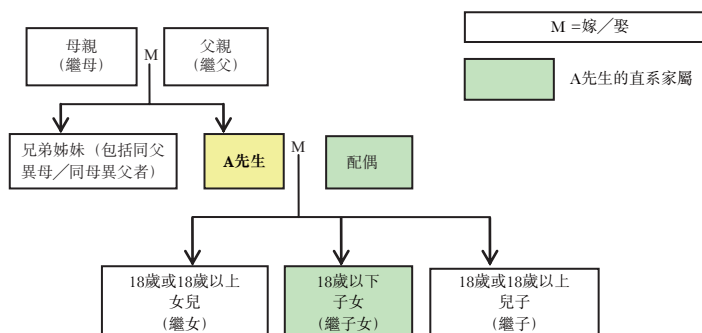 M =嫁／娶
母親
(繼母)
M
父親
(繼父)
A先生的直系家屬
兄弟姊妹（包括同父
異母／同母異父者）
A先生
M
配偶
18歲或18歲以上
女兒
(繼女)
18歲以下
子女
(繼子女)
18歲或18歲以上
兒子
(繼子)